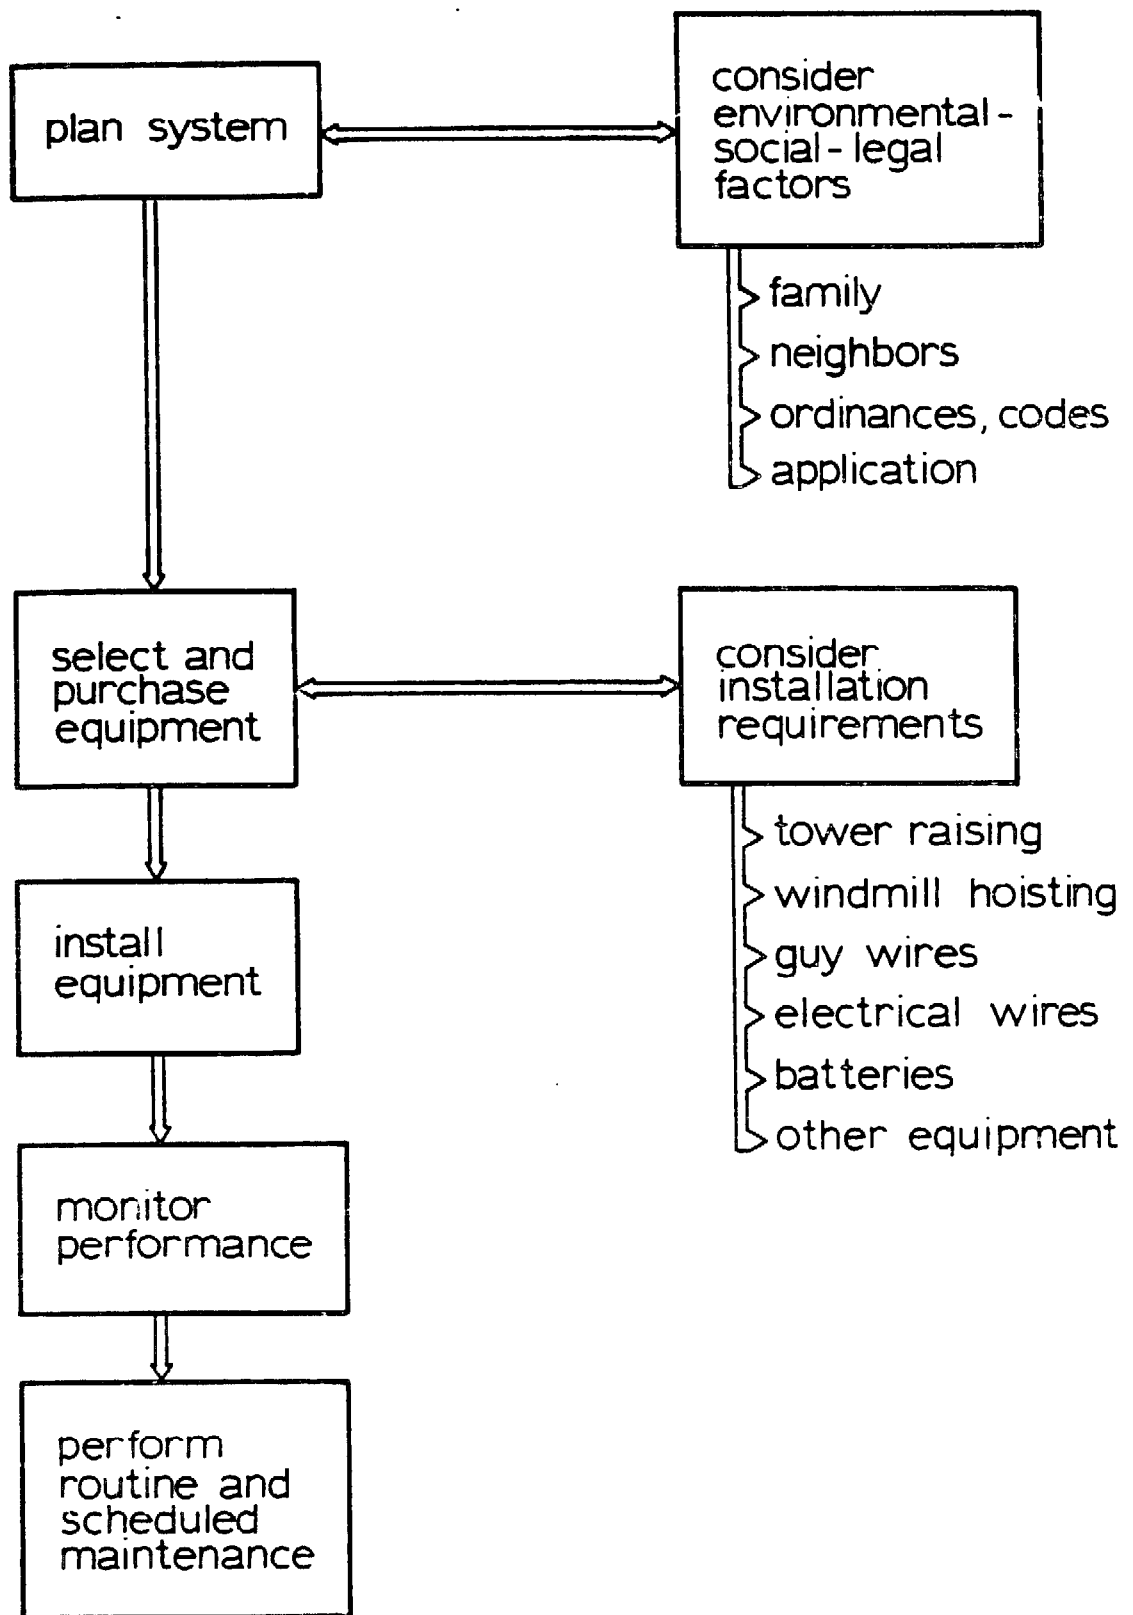 plan system
consider
environmental-
social-legal
factors
family
neighbors
ordinances, codes
application
select and
purchase
equipment
consider
installation
requirements
tower raising
windmill hoisting
guy wires
electrical wires
batteries
other equipment
install
equipment
monitor
performance
perform
routine and
scheduled
maintenance